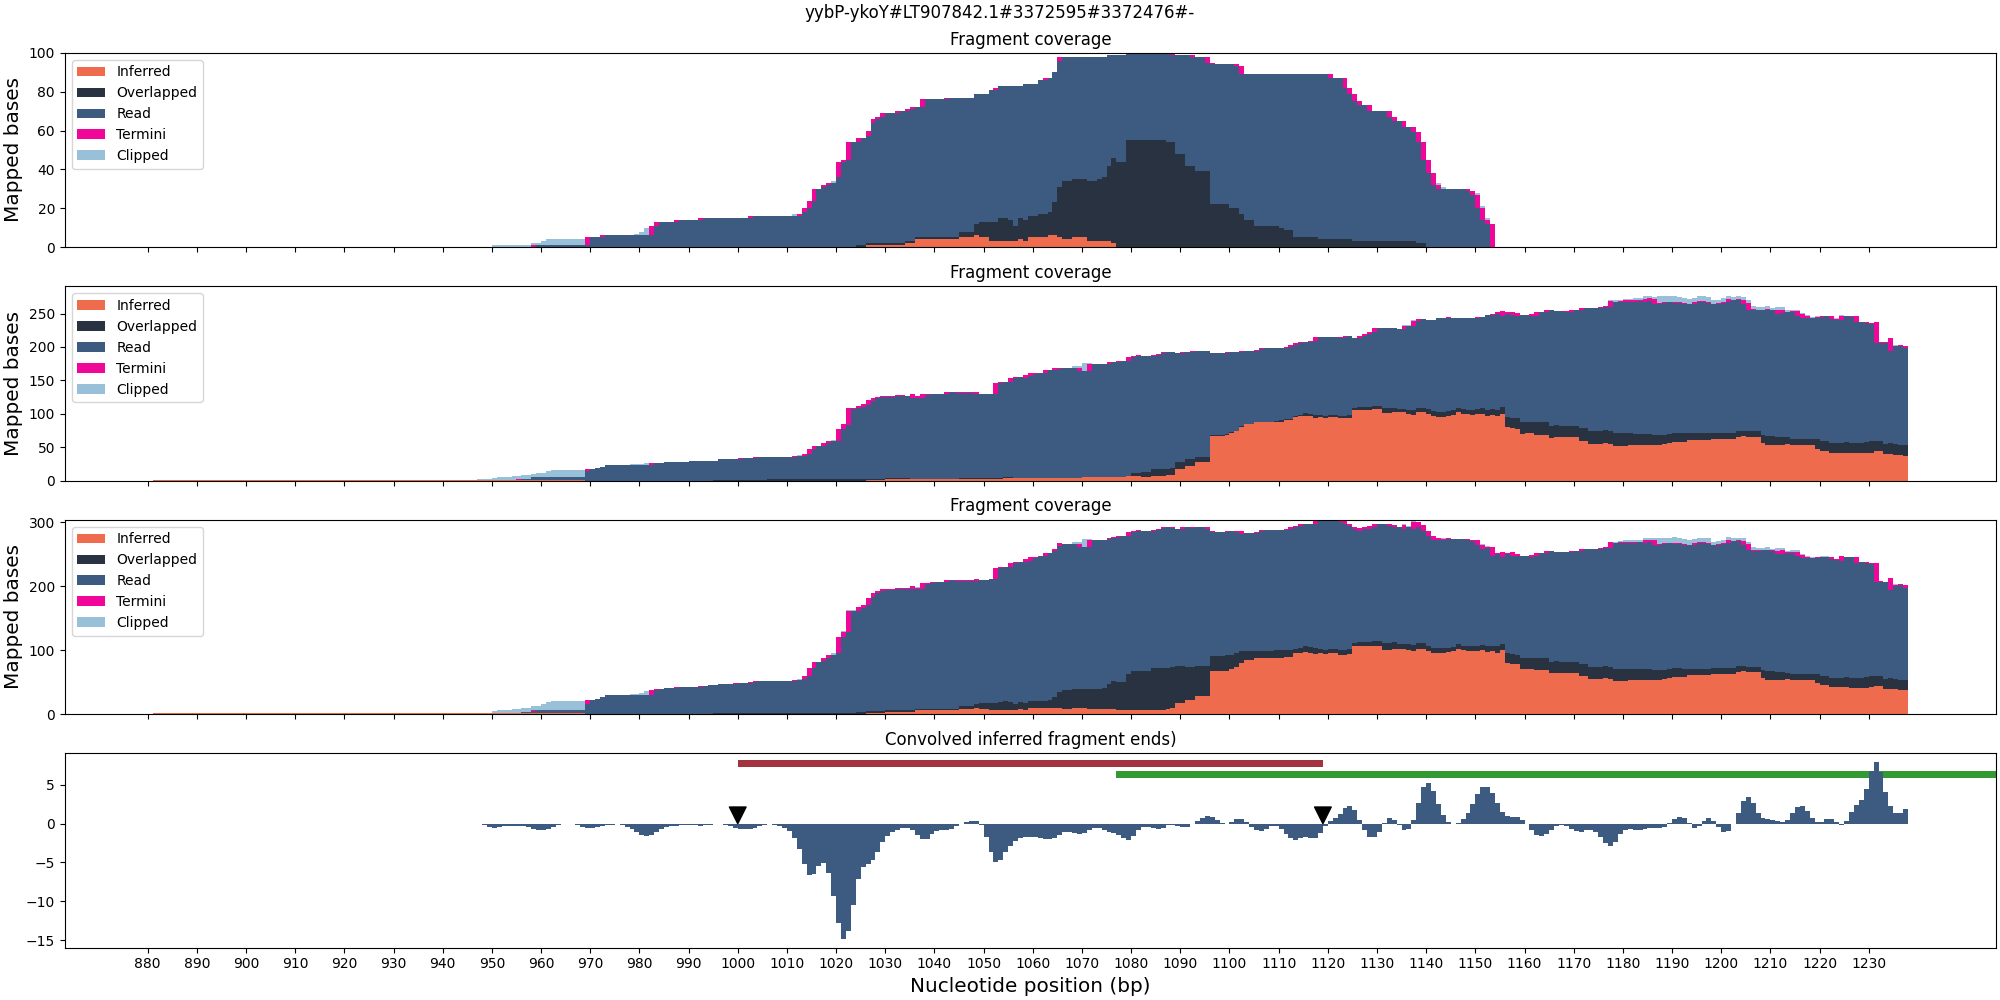 yybP-ykoY#LT907842.1#3372595#3372476#-
Fragment coverage
Mapped bases
100
80
60
40
20
0
Inferred
Overlapped
Read
Termini
Clipped
Fragment coverage
Mapped bases
250
200
150
100
50
0
Inferred
Overlapped
Read
Termini
Clipped
Fragment coverage
Mapped bases
300
200
100
0
Inferred
Overlapped
Read
Termini
Clipped
Convolved inferred fragment ends)
5
0
−5
−10
−15
880 890 900 910 920 930 940 950 960 970 980 990 1000 1010 1020 1030 1040 1050 1060 1070 1080 1090 1100 1110 1120 1130 1140 1150 1160 1170 1180 1190 1200 1210 1220 1230
Nucleotide position (bp)